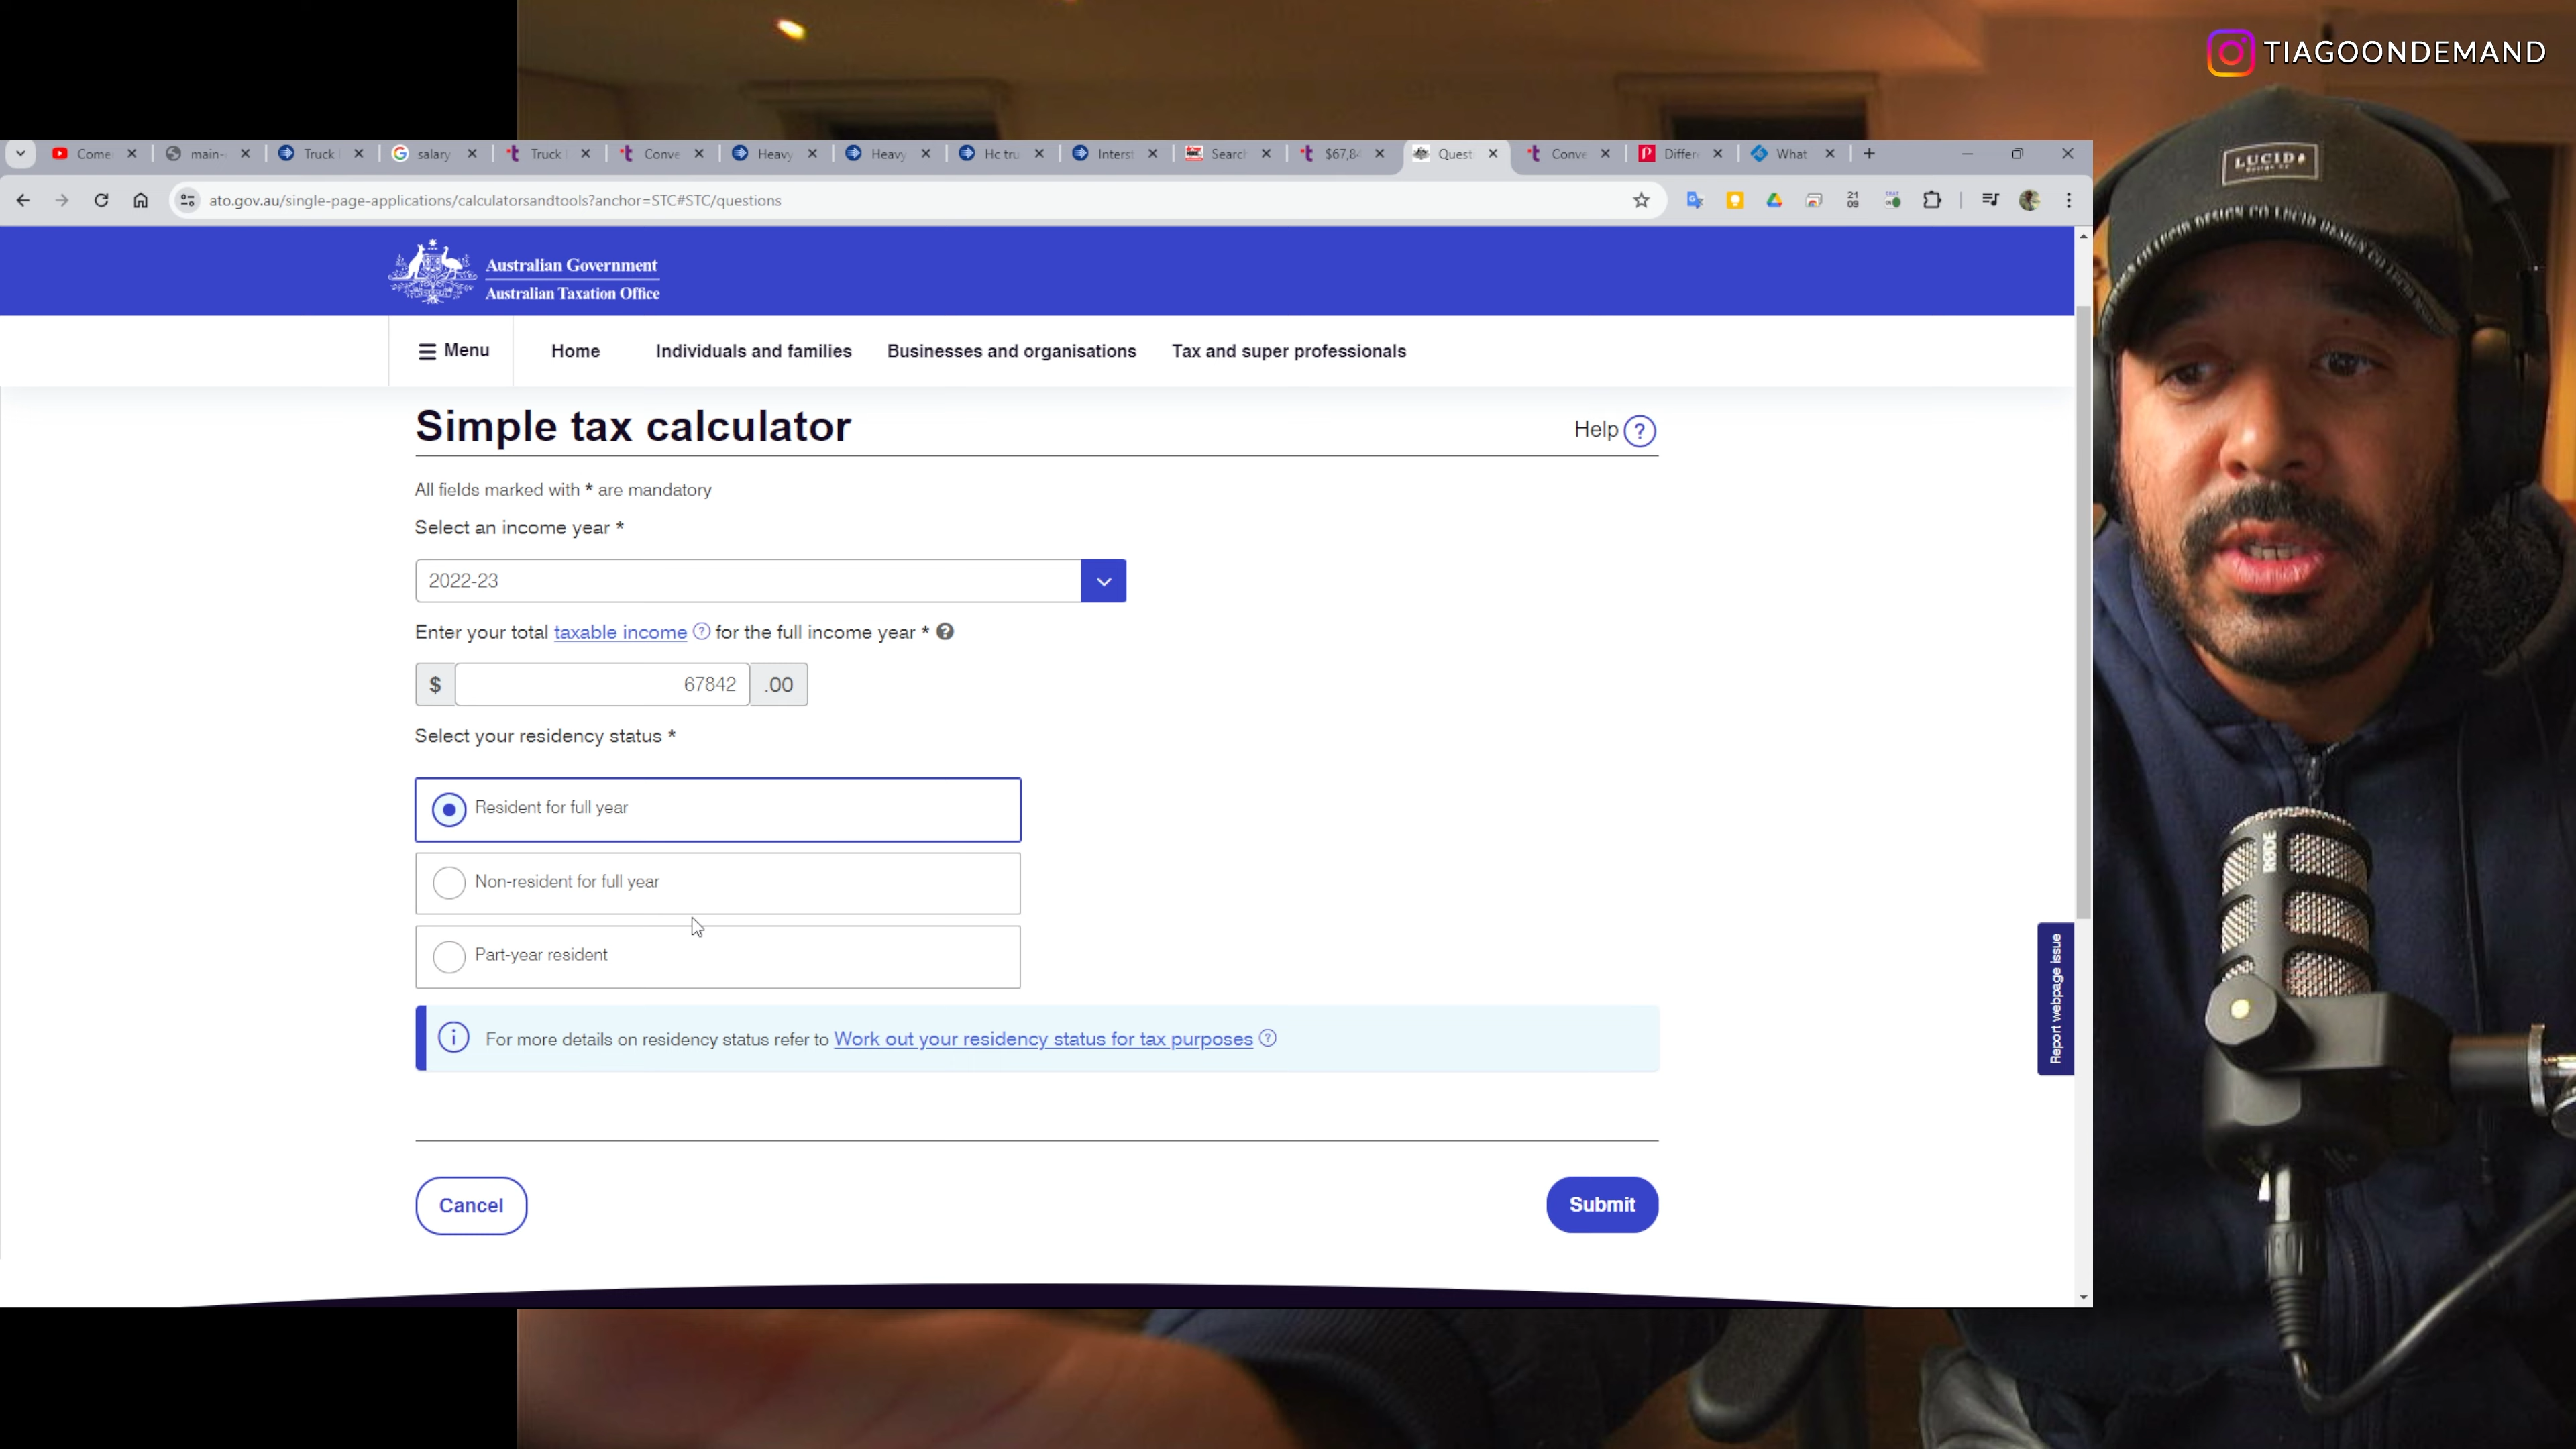 TIAGOONDEMAND
LUCID
Come
main-
Truck
salary
Truck
Conve
Heavy
Heavy
Hc tru
Interst
Search
$67,84
Quest
Conve
Differ
What
ato.gov.au/single-page-applications/calculatorsandtools?anchor=STC#STC/questions
21
09
Australian Government
Australian Taxation Office
Menu
Home
Individuals and families
Businesses and organisations
Tax and super professionals
Simple tax calculator
Help ?
All fields marked with * are mandatory
Select an income year *
2022-23
Enter your total taxable income ? for the full income year * ?
$ 67842 .00
Select your residency status *
Resident for full year
Non-resident for full year
Part-year resident
i For more details on residency status refer to Work out your residency status for tax purposes ?
Report webpage issue
Cancel
Submit
RØDE